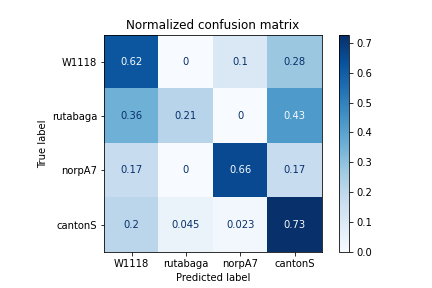 Normalized confusion matrix
True label
W1118 0.62 0 0.1 0.28
rutabaga 0.36 0.21 0 0.43
norpA7 0.17 0 0.66 0.17
cantonS 0.2 0.045 0.023 0.73
W1118 rutabaga norpA7 cantonS
Predicted label
0.7
0.6
0.5
0.4
0.3
0.2
0.1
0.0